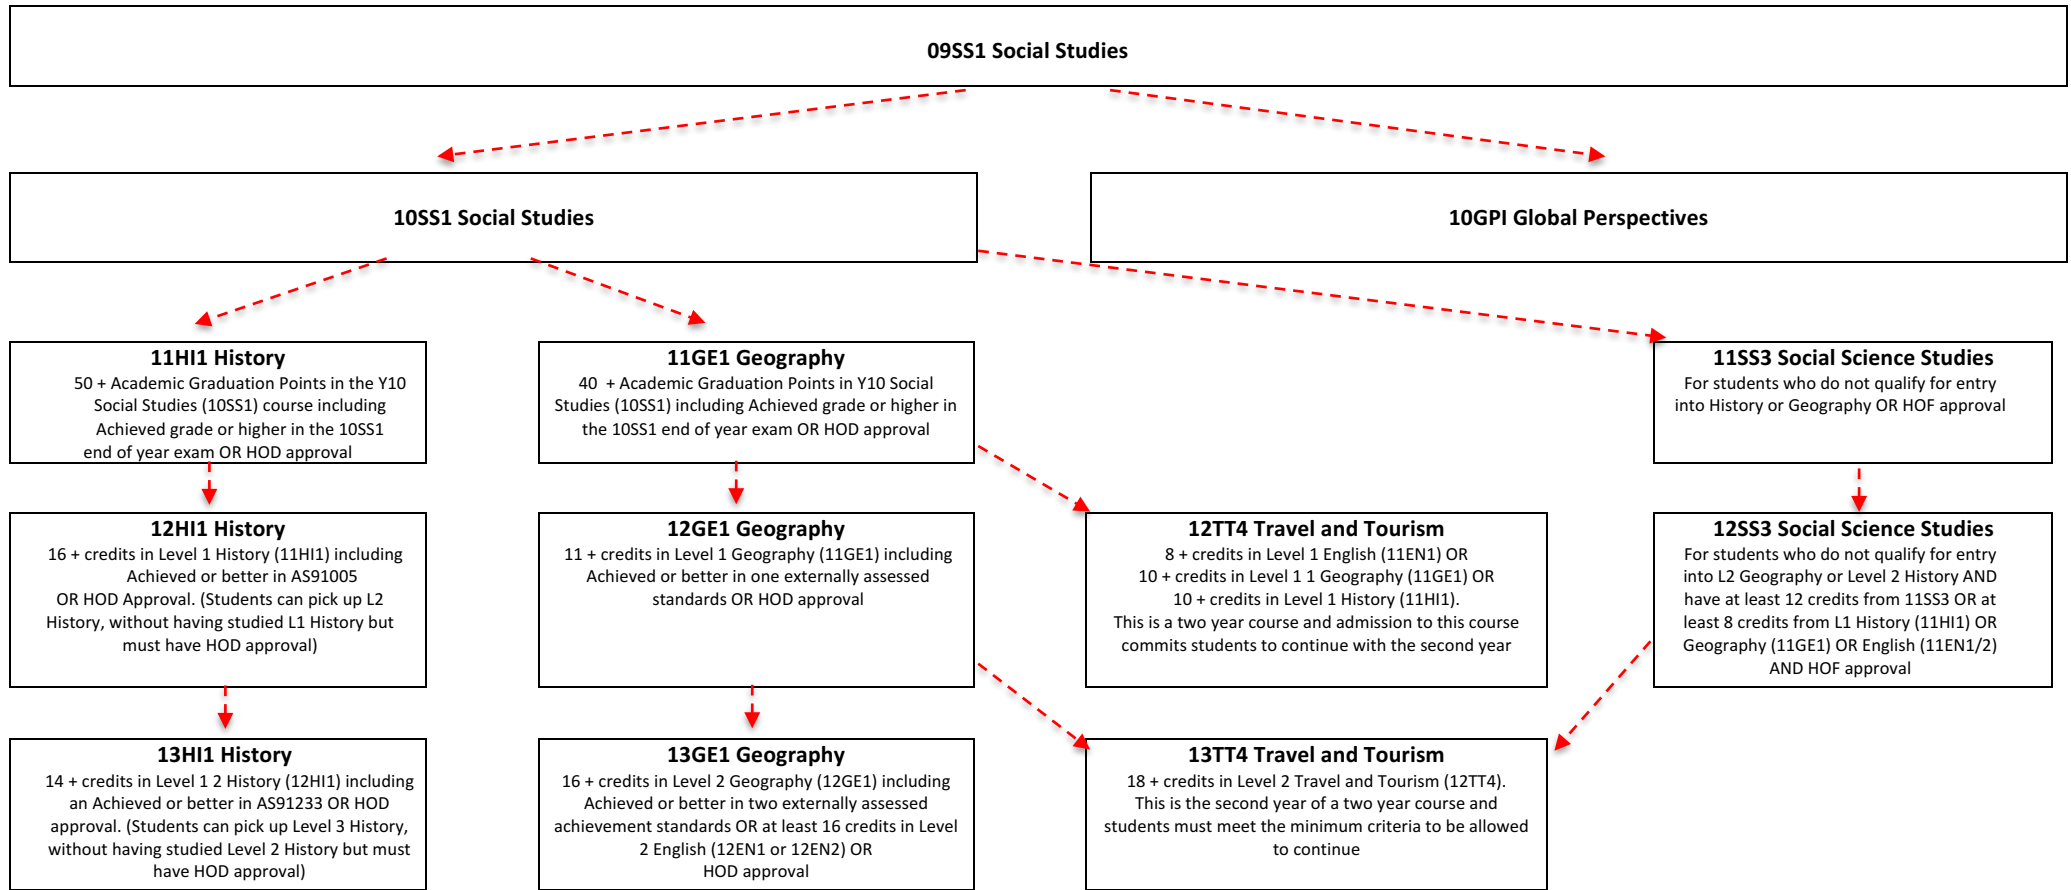 09SS1 Social Studies
10SS1 Social Studies
10GPI Global Perspectives
11HI1 History
50 + Academic Graduation Points in the Y10
Social Studies (10SS1) course including
Achieved grade or higher in the 10SS1
end of year exam OR HOD approval
11GE1 Geography
40 + Academic Graduation Points in Y10 Social
Studies (10SS1) including Achieved grade or higher in
the 10SS1 end of year exam OR HOD approval
11SS3 Social Science Studies
For students who do not qualify for entry
into History or Geography OR HOF approval
12HI1 History
16 + credits in Level 1 History (11HI1) including
Achieved or better in AS91005
OR HOD Approval. (Students can pick up L2
History, without having studied L1 History but
must have HOD approval)
12GE1 Geography
11 + credits in Level 1 Geography (11GE1) including
Achieved or better in one externally assessed
standards OR HOD approval
12TT4 Travel and Tourism
8 + credits in Level 1 English (11EN1) OR
10 + credits in Level 1 1 Geography (11GE1) OR
10 + credits in Level 1 History (11HI1).
This is a two year course and admission to this course
commits students to continue with the second year
12SS3 Social Science Studies
For students who do not qualify for entry
into L2 Geography or Level 2 History AND
have at least 12 credits from 11SS3 OR at
least 8 credits from L1 History (11HI1) OR
Geography (11GE1) OR English (11EN1/2)
AND HOF approval
13HI1 History
14 + credits in Level 1 2 History (12HI1) including
an Achieved or better in AS91233 OR HOD
approval. (Students can pick up Level 3 History,
without having studied Level 2 History but must
have HOD approval)
13GE1 Geography
16 + credits in Level 2 Geography (12GE1) including
Achieved or better in two externally assessed
achievement standards OR at least 16 credits in Level
2 English (12EN1 or 12EN2) OR
HOD approval
13TT4 Travel and Tourism
18 + credits in Level 2 Travel and Tourism (12TT4).
This is the second year of a two year course and
students must meet the minimum criteria to be allowed
to continue